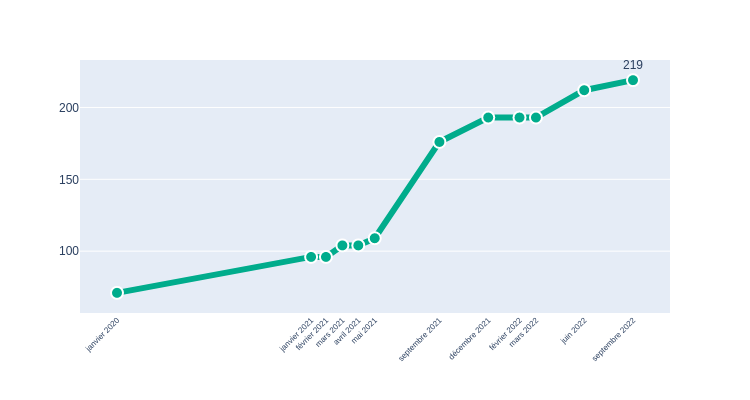 219
200
150
100
janvier 2020
janvier 2021
février 2021
mars 2021
avril 2021
mai 2021
septembre 2021
décembre 2021
février 2022
mars 2022
juin 2022
septembre 2022